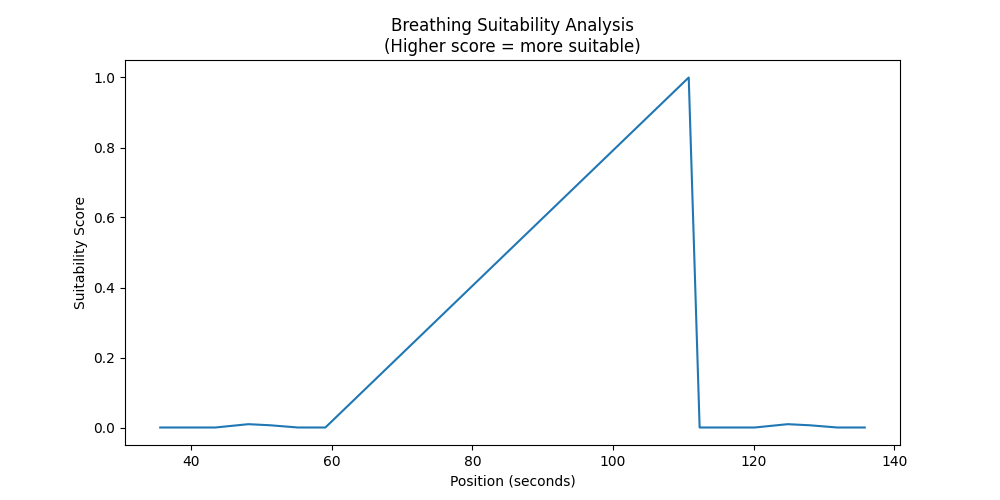 Breathing Suitability Analysis
(Higher score = more suitable)
1.0
0.8
0.6
0.4
0.2
0.0
Suitability Score
40 60 80 100 120 140
Position (seconds)